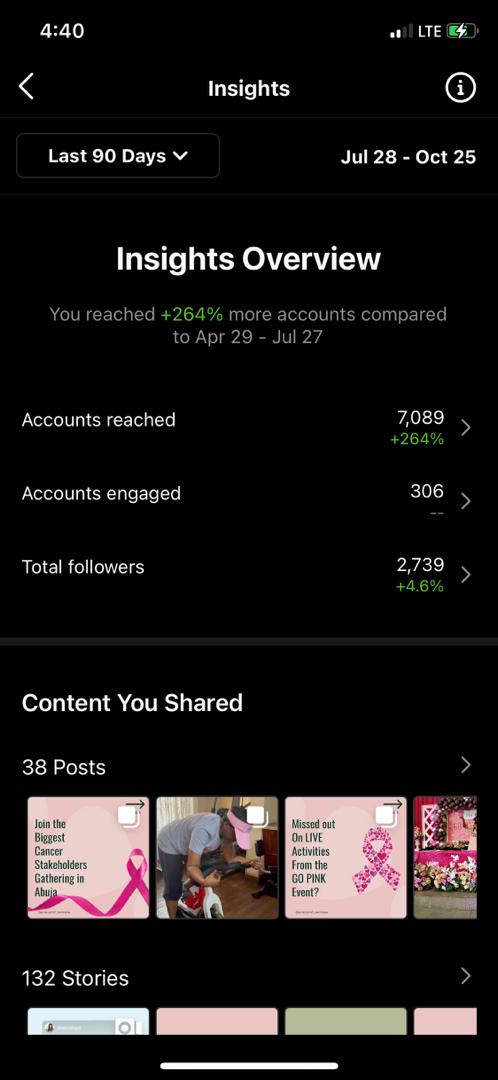 4:40
LTE
Insights
Last 90 Days
Jul 28 - Oct 25
Insights Overview
You reached +264% more accounts compared
to Apr 29 - Jul 27
Accounts reached
7,089
+264%
Accounts engaged
306
--
Total followers
2,739
+4.6%
Content You Shared
38 Posts
Join the
Biggest
Cancer
Stakeholders
Gathering in
Abuja
Missed out
On LIVE
Activities
From the
GO PINK
Event?
132 Stories